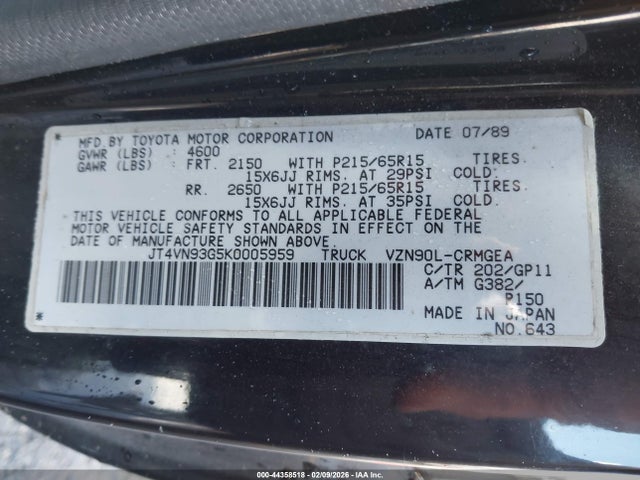 MFD BY TOYOTA MOTOR CORPORATION DATE 07/89
GVWR (LBS) : 4600
GAWR (LBS) : FRT. 2150 WITH P215/65R15 TIRES
15X6JJ RIMS. AT 29PSI COLD.
RR. 2650 WITH P215/65R15 TIRES
15X6JJ RIMS. AT 35PSI COLD.
THIS VEHICLE CONFORMS TO ALL APPLICABLE FEDERAL
MOTOR VEHICLE SAFETY STANDARDS IN EFFECT ON THE
DATE OF MANUFACTURE SHOWN ABOVE.
JT4VN93G5K0005959 TRUCK VZN90L-CRMGEA
C/TR 202/GP11
A/TM G382/
P150
MADE IN JAPAN
NO.643
000-44358518 - 02/09/2026 - IAA Inc.